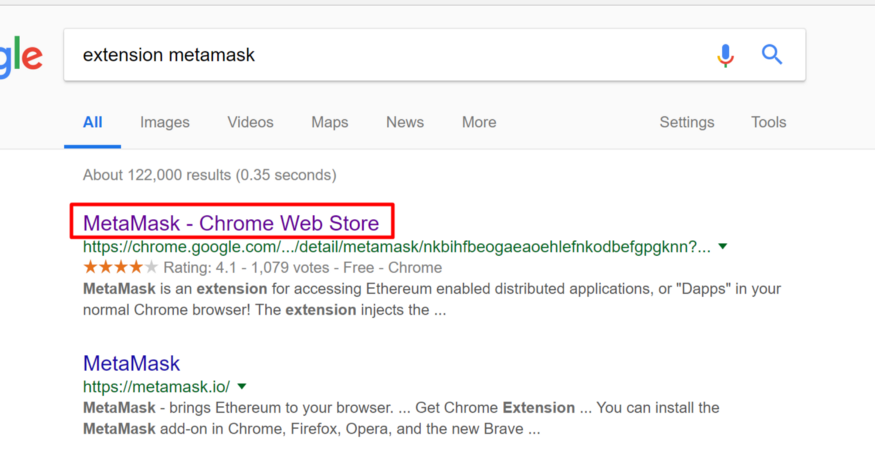 gle
extension metamask
All Images Videos Maps News More Settings Tools
About 122,000 results (0.35 seconds)
MetaMask - Chrome Web Store
https://chrome.google.com/.../detail/metamask/nkbihfbeogaeaoehlefnkodbefgpgknn?...
Rating: 4.1 - 1,079 votes - Free - Chrome
MetaMask is an extension for accessing Ethereum enabled distributed applications, or "Dapps" in your
normal Chrome browser! The extension injects the ...
MetaMask
https://metamask.io/
MetaMask - brings Ethereum to your browser. ... Get Chrome Extension ... You can install the
MetaMask add-on in Chrome, Firefox, Opera, and the new Brave ...